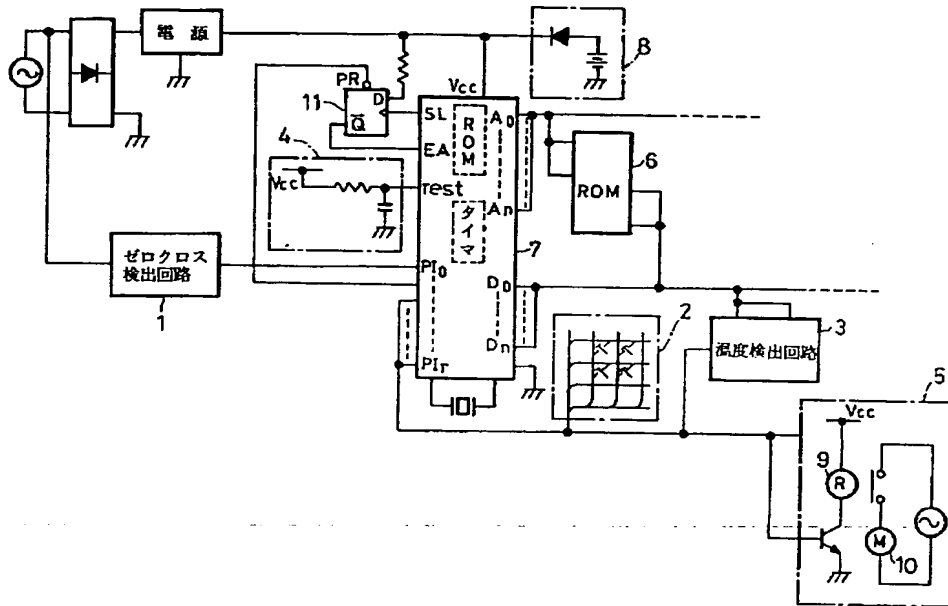 電源
8
PR
11
D
Q̄
Vcc
SL
EA
Test
ROM
タイマ
A0
An
6
ROM
4
Vcc
7
ゼロクロス
検出回路
1
PI0
PIr
D0
Dn
2
3
温度検出回路
5
Vcc
9
R
M
10